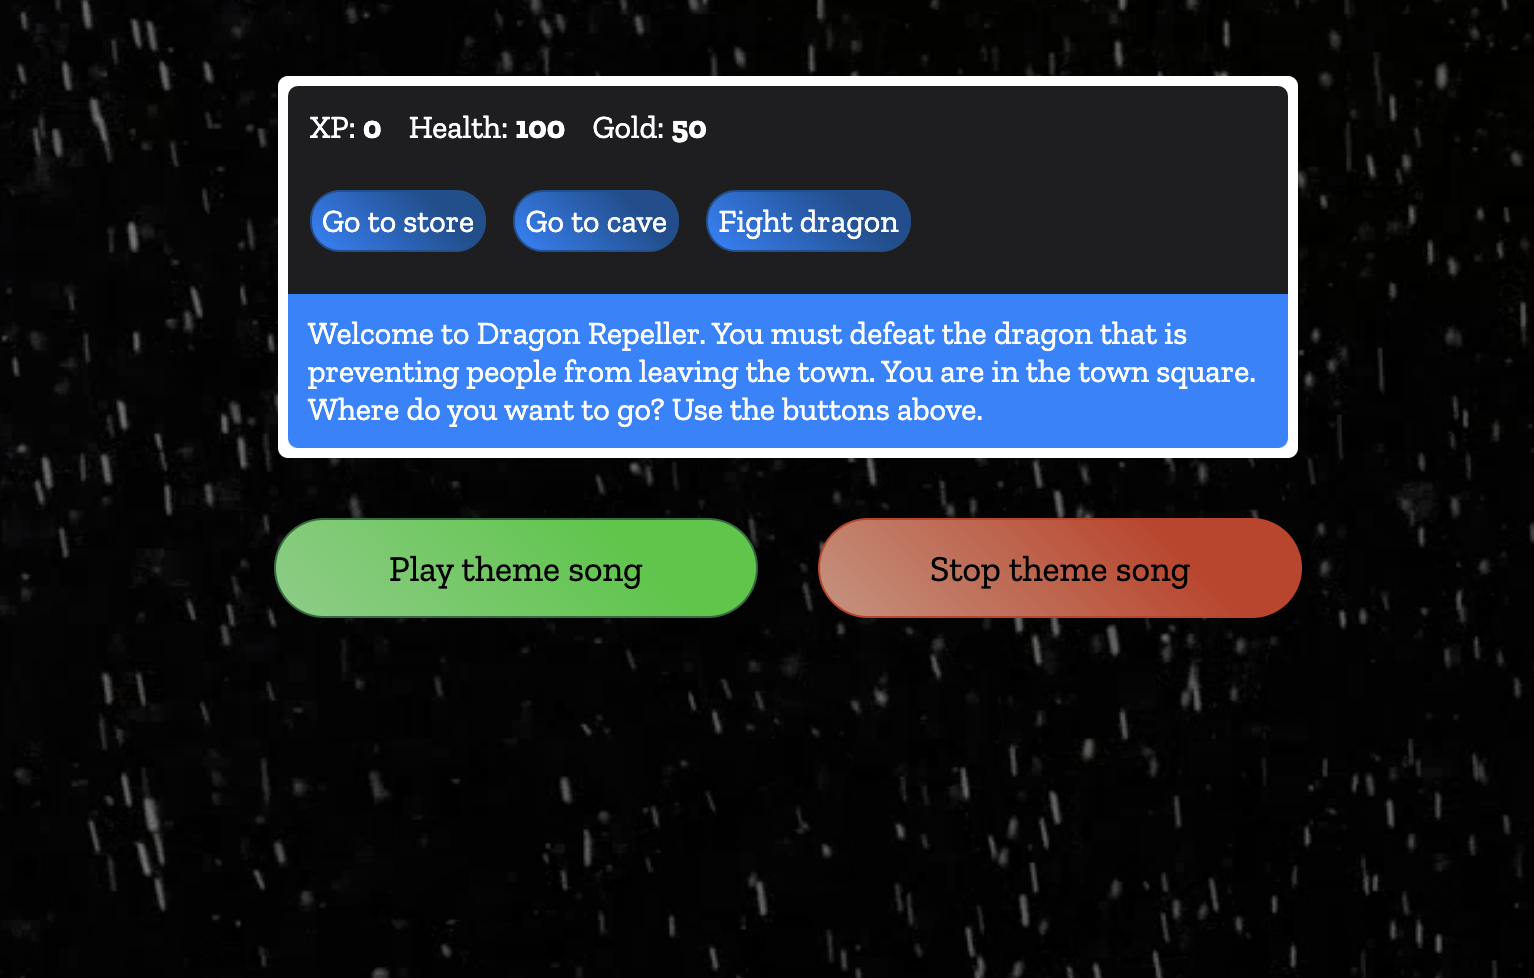 XP: 0 Health: 100 Gold: 50
Go to store Go to cave Fight dragon
Welcome to Dragon Repeller. You must defeat the dragon that is
preventing people from leaving the town. You are in the town square.
Where do you want to go? Use the buttons above.
Play theme song Stop theme song